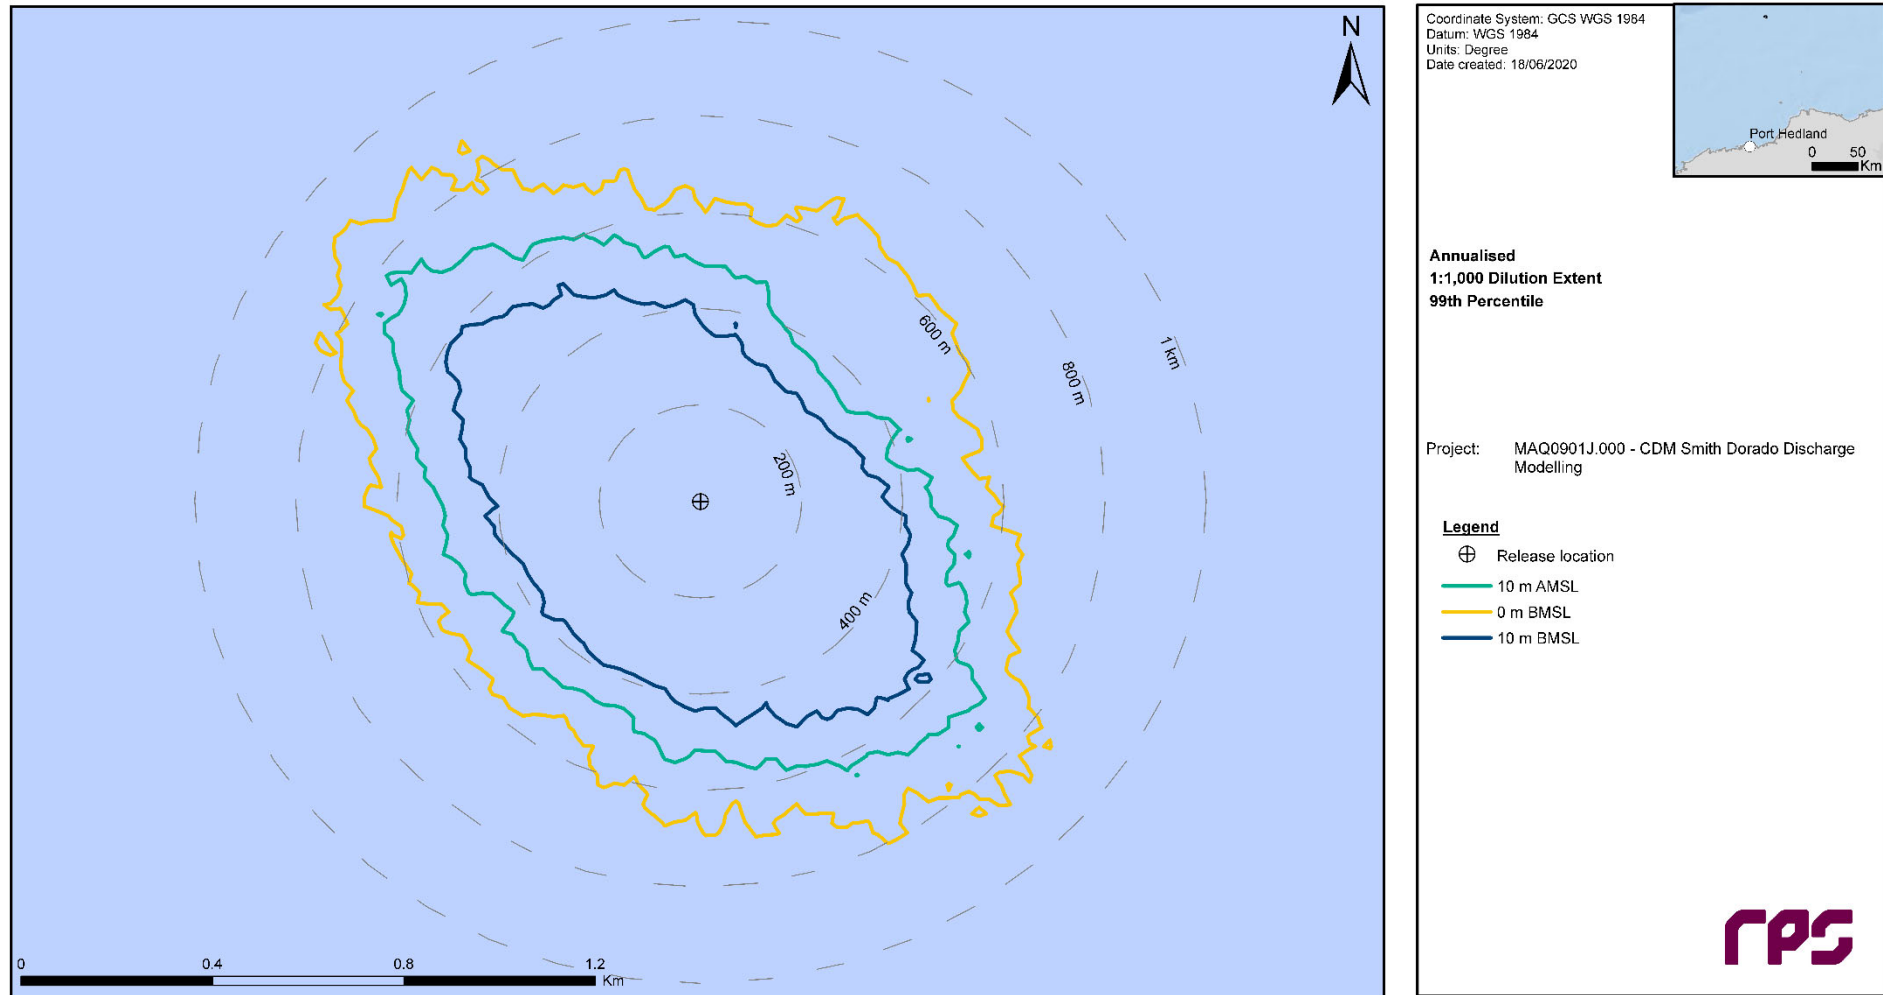 N
600 m
1 km
800 m
200 m
400 m
0 0.4 0.8 1.2
Km
Coordinate System: GCS WGS 1984
Datum: WGS 1984
Units: Degree
Date created: 18/06/2020
Port Hedland
0 50
Km
Annualised
1:1,000 Dilution Extent
99th Percentile
Project: MAQ0901J.000 - CDM Smith Dorado Discharge
Modelling
Legend
Release location
10 m AMSL
0 m BMSL
10 m BMSL
rps